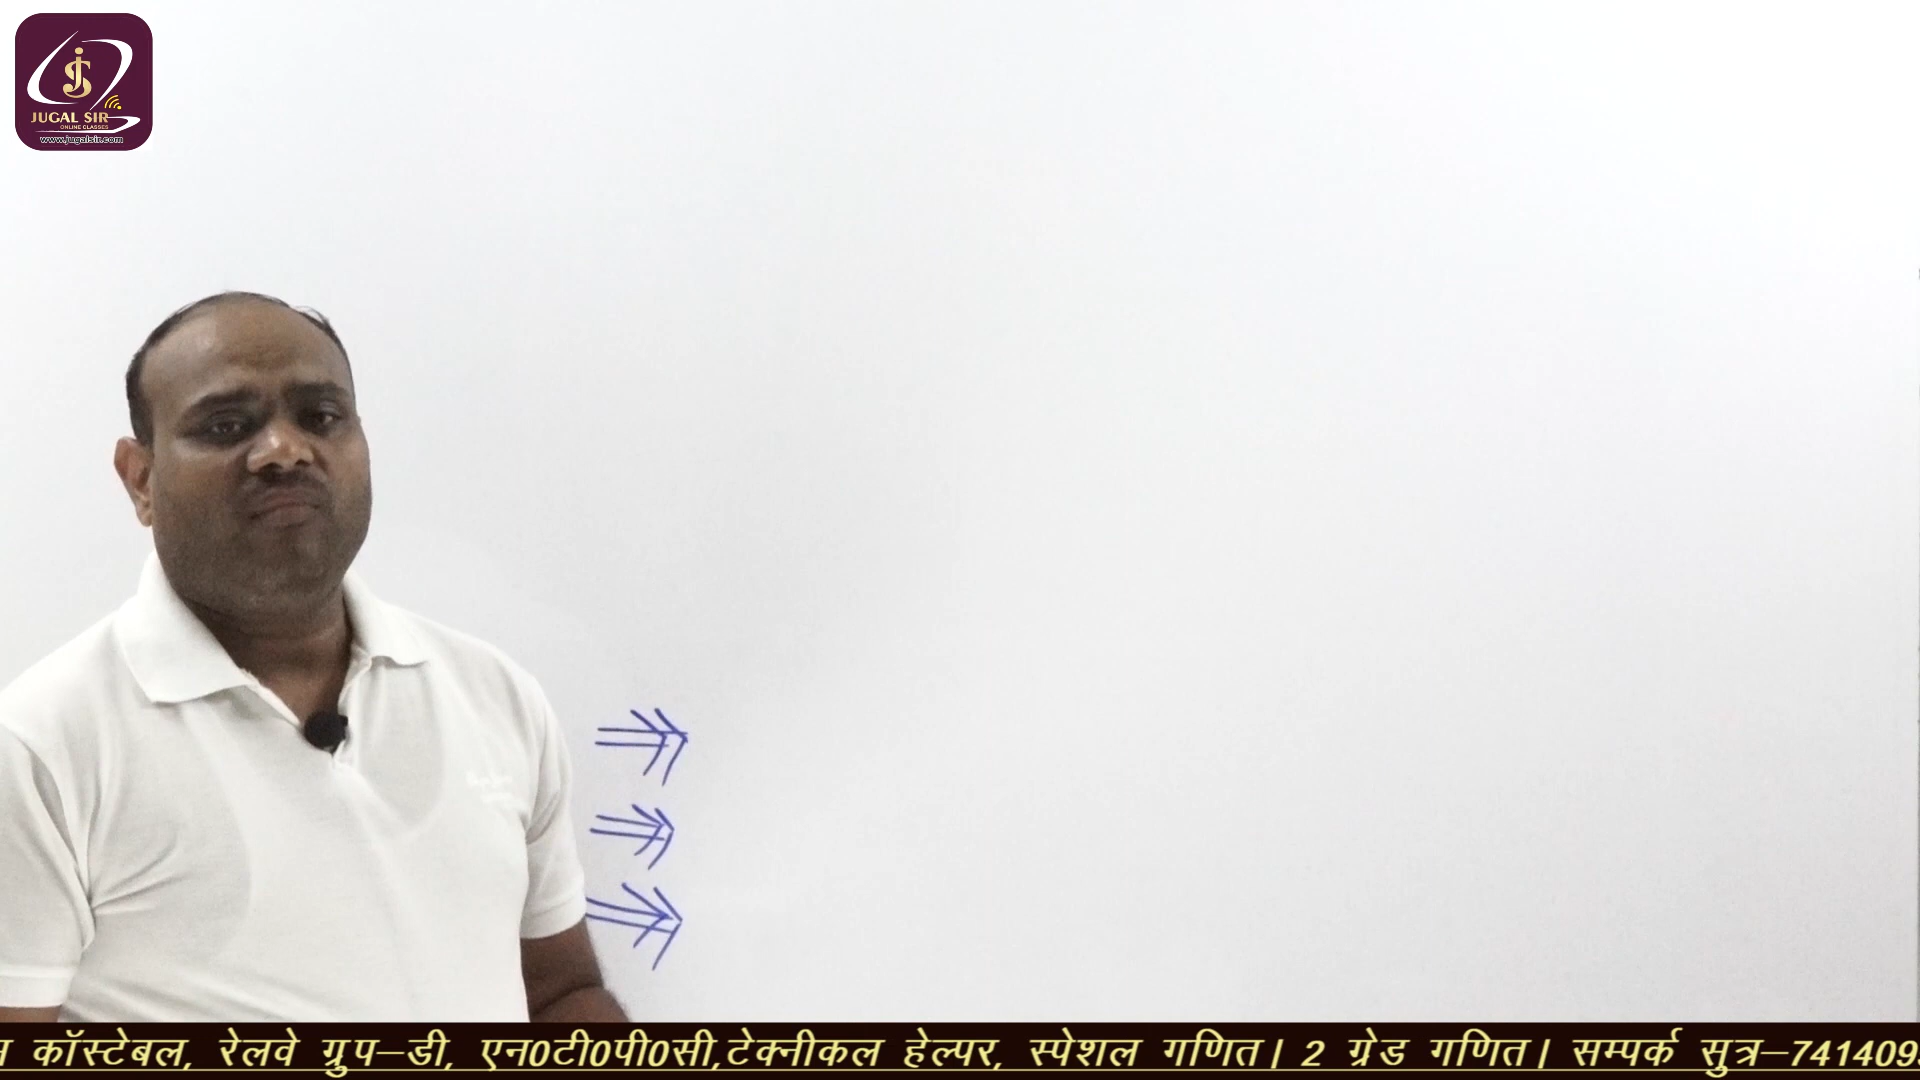 JS
JUGAL SIR
ONLINE CLASSES
www.jugalsir.com
कॉस्टेबल, रेलवे ग्रुप–डी, एन0टी0पी0सी,टेक्नीकल हेल्पर, स्पेशल गणित। 2 ग्रेड गणित। सम्पर्क सुत्र–741409